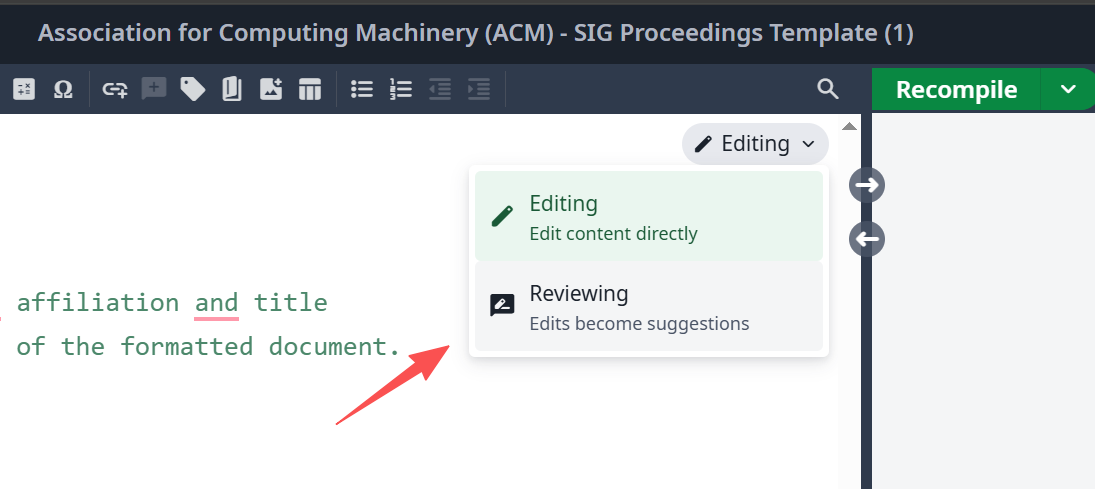 Association for Computing Machinery (ACM) - SIG Proceedings Template (1)
Ω
Recompile
Editing
Editing
Edit content directly
Reviewing
Edits become suggestions
affiliation and title
of the formatted document.